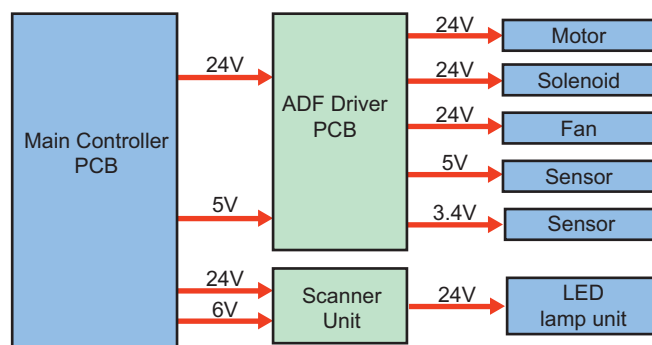 Main Controller
PCB
24V
5V
24V
6V
ADF Driver
PCB
Scanner
Unit
24V
24V
24V
5V
3.4V
24V
Motor
Solenoid
Fan
Sensor
Sensor
LED
lamp unit